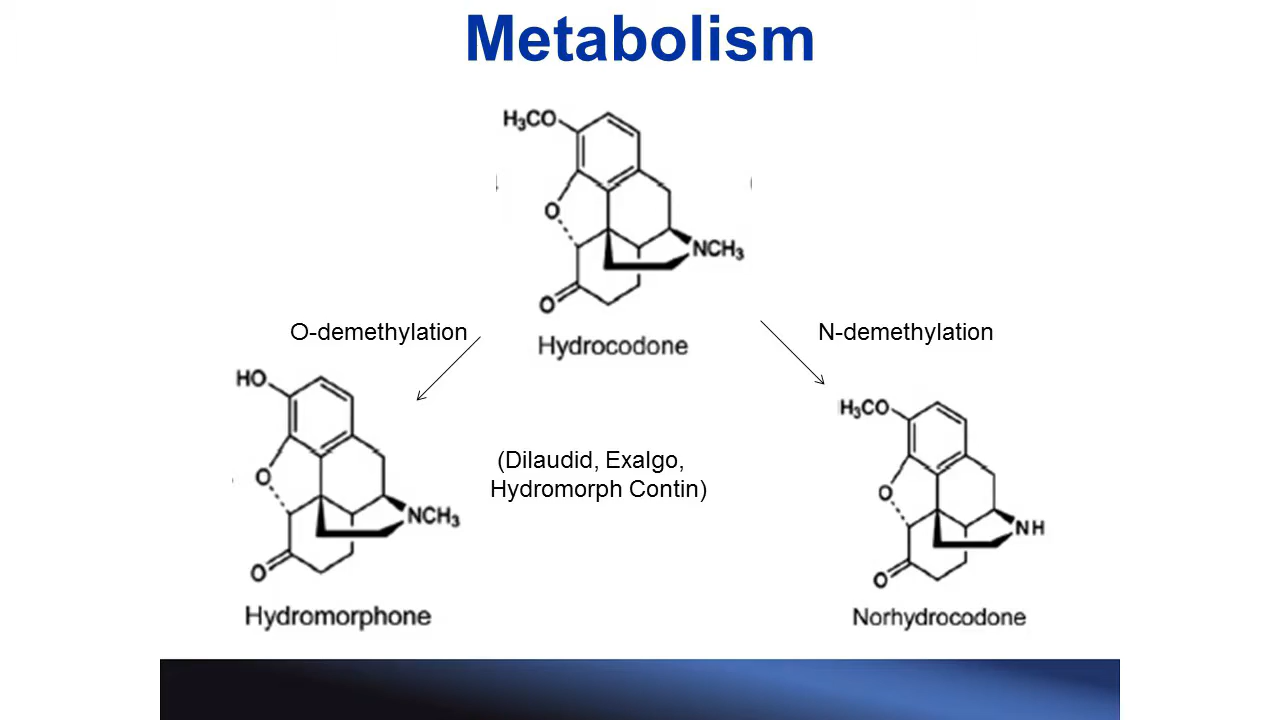 Metabolism
H₃CO
O
NCH₃
O
Hydrocodone
O-demethylation
N-demethylation
HO
O
NCH₃
O
Hydromorphone
(Dilaudid, Exalgo,
Hydromorph Contin)
H₃CO
O
NH
O
Norhydrocodone